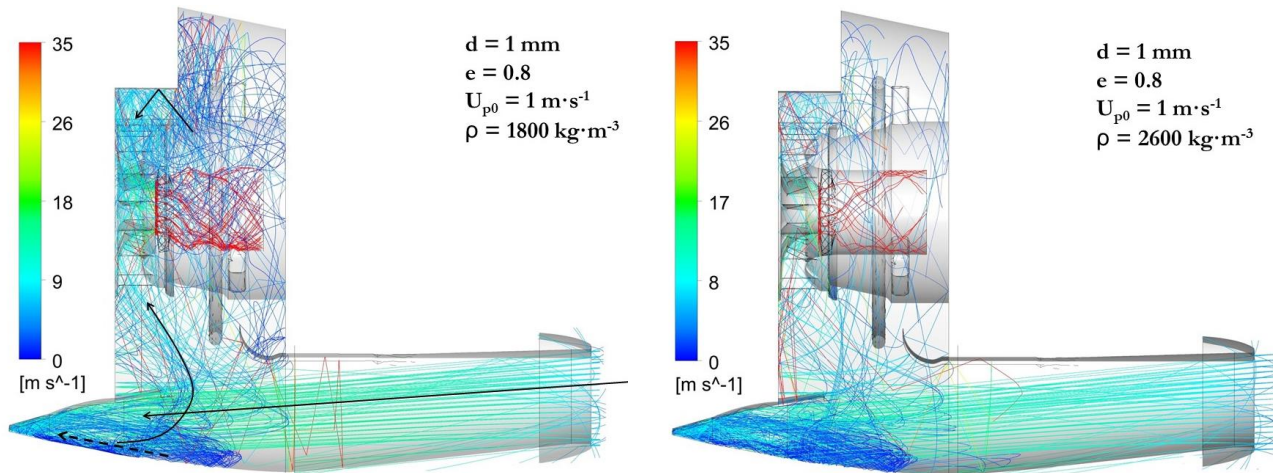 35
26
18
9
0
[m s^-1]
d = 1 mm
e = 0.8
Up0 = 1 m·s-1
ρ = 1800 kg·m-3
35
26
17
9
0
[m s^-1]
d = 1 mm
e = 0.8
Up0 = 1 m·s-1
ρ = 2600 kg·m-3